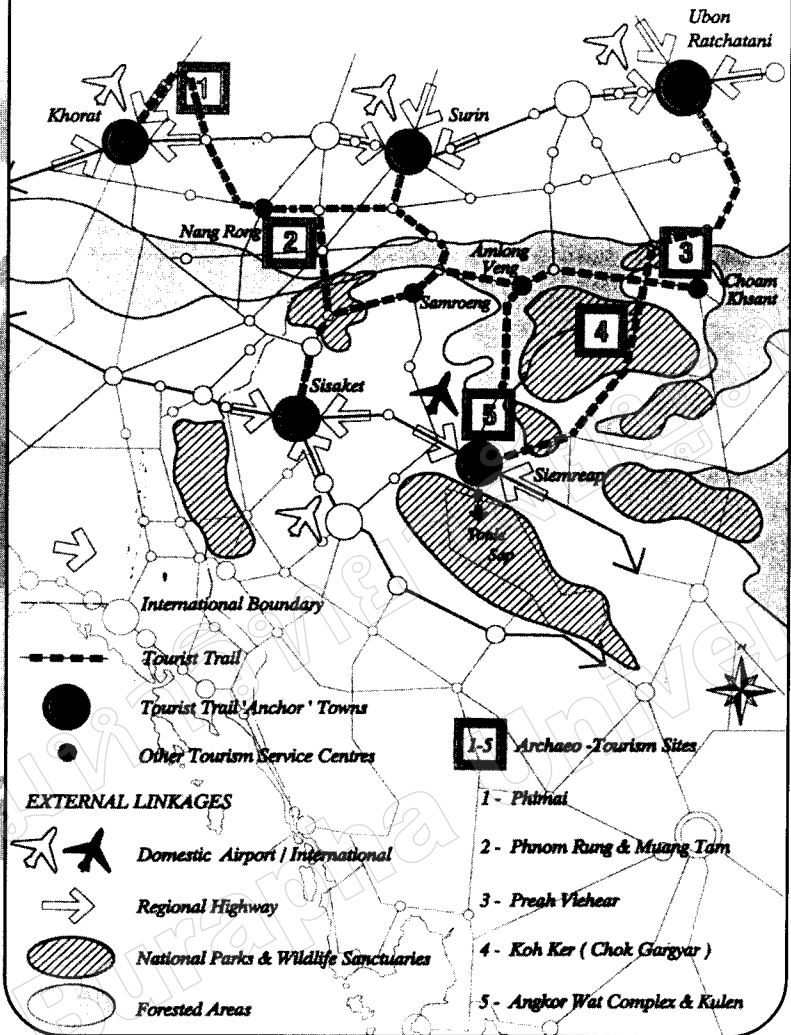 Ubon
Ratchatani
1
Khorat
Surin
Nang Rong
2
Amlong
Veng
3
Choam
Khsant
Samroeng
4
Sisaket
5
Siemreap
Tonle
Sap
International Boundary
Tourist Trail
Tourist Trail 'Anchor' Towns
Other Tourism Service Centres
EXTERNAL LINKAGES
Domestic Airport / International
Regional Highway
National Parks & Wildlife Sanctuaries
Forested Areas
N
1-5 Archaeo -Tourism Sites
1 - Phimai
2 - Phnom Rung & Muang Tam
3 - Preah Viehear
4 - Koh Ker ( Chok Gargyar )
5 - Angkor Wat Complex & Kulen
Burapha Univer